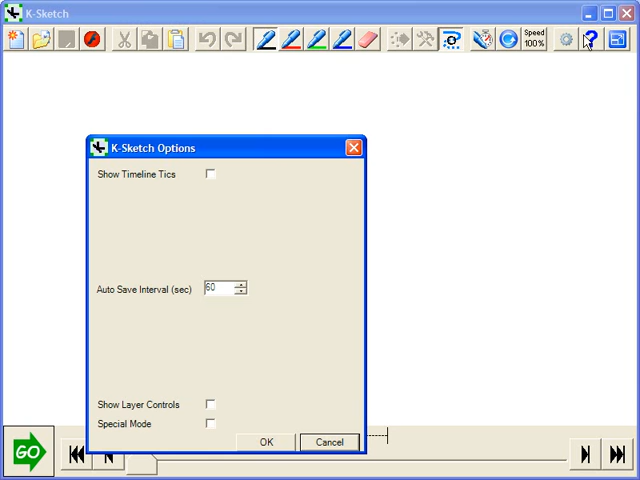 K-Sketch
Speed
100%
?
K-Sketch Options
Show Timeline Tics
Auto Save Interval (sec)
60
Show Layer Controls
Special Mode
OK
Cancel
GO